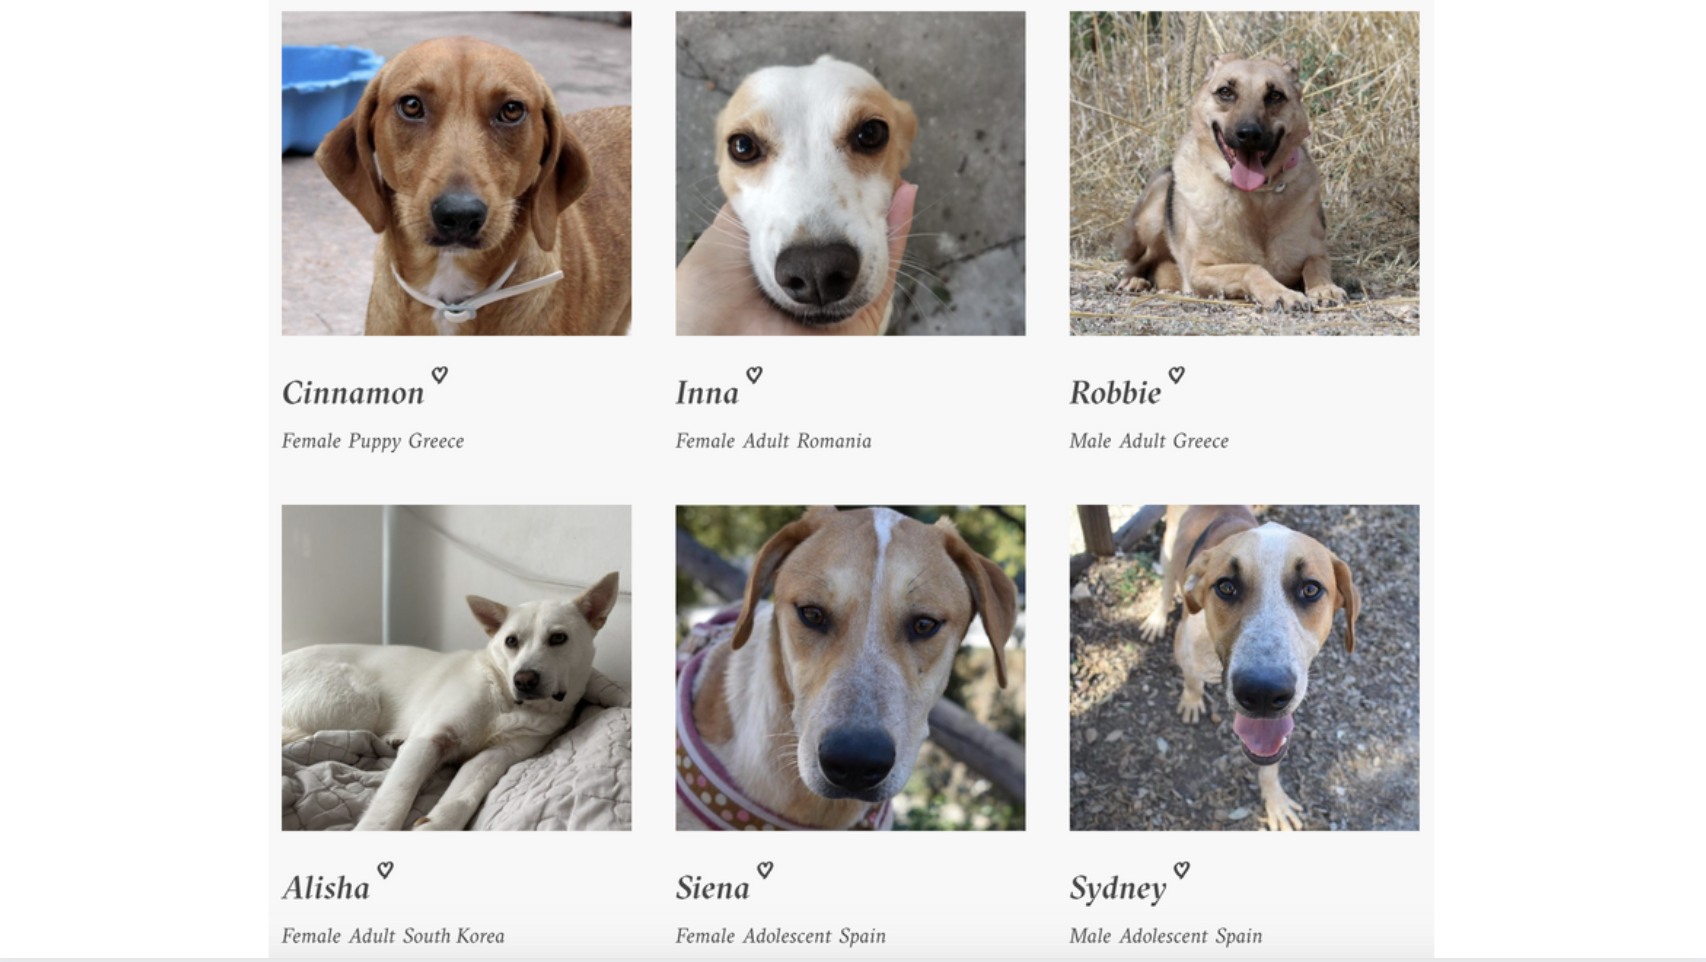 Cinnamon
Inna
Robbie
Female Puppy Greece
Female Adult Romania
Male Adult Greece
Alisha
Siena
Sydney
Female Adult South Korea
Female Adolescent Spain
Male Adolescent Spain